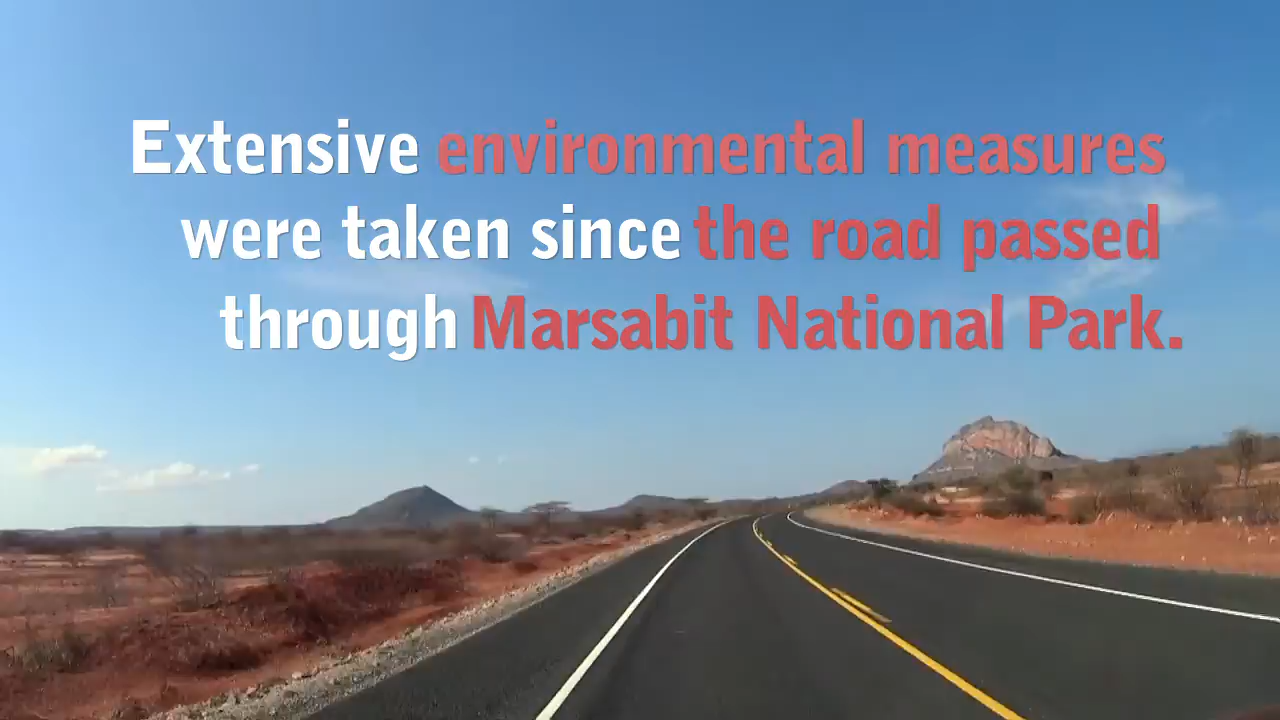 Extensive environmental measures
were taken since the road passed
through Marsabit National Park.